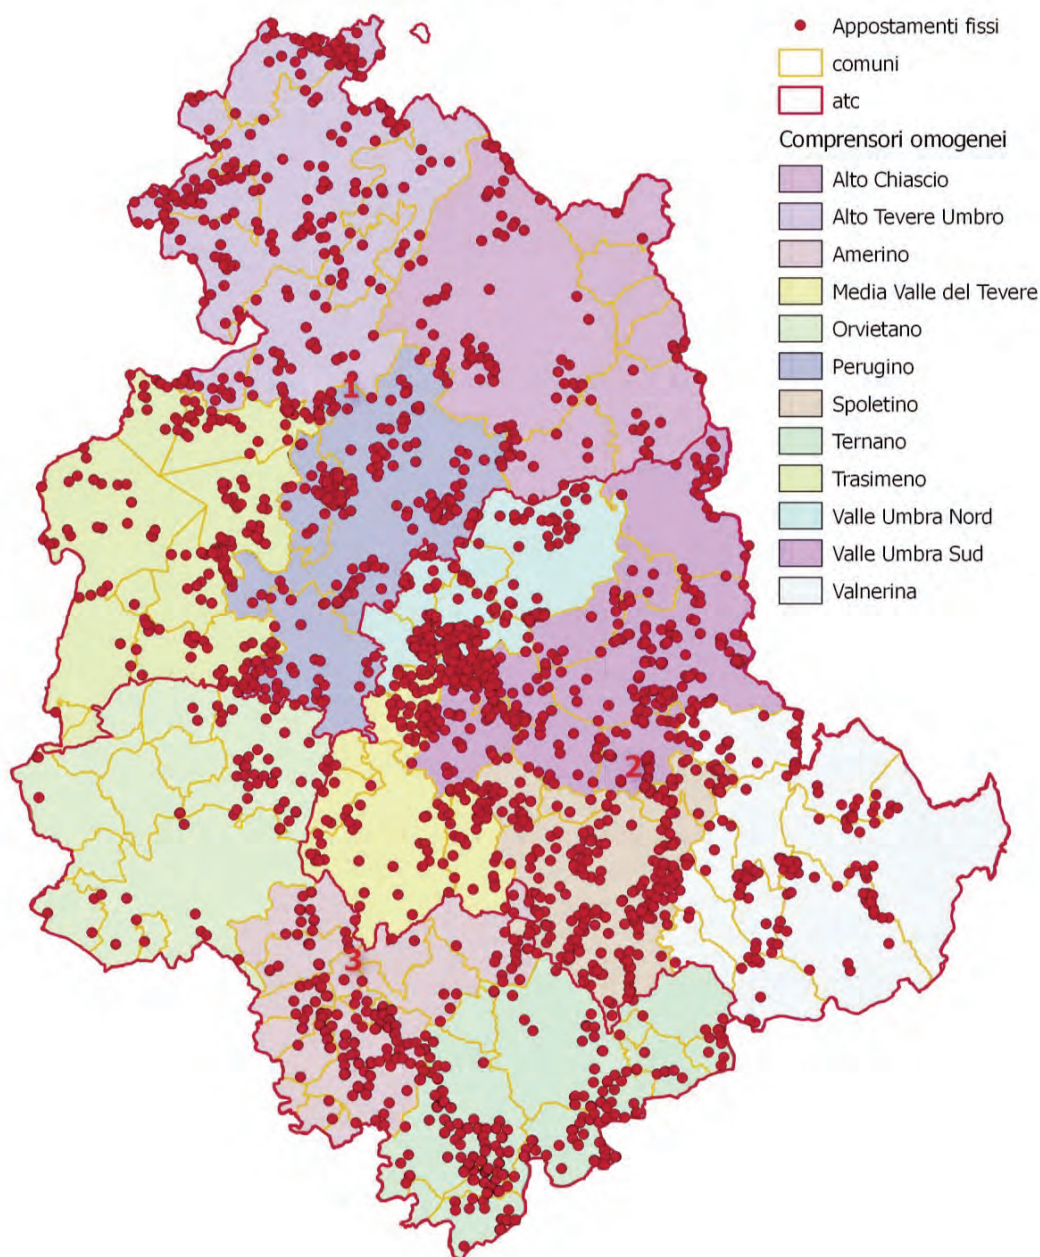 Appostamenti fissi
comuni
atc
Comprensori omogenei
Alto Chiascio
Alto Tevere Umbro
Amerino
Media Valle del Tevere
Orvietano
Perugino
Spoletino
Ternano
Trasimeno
Valle Umbra Nord
Valle Umbra Sud
Valnerina
1
2
3